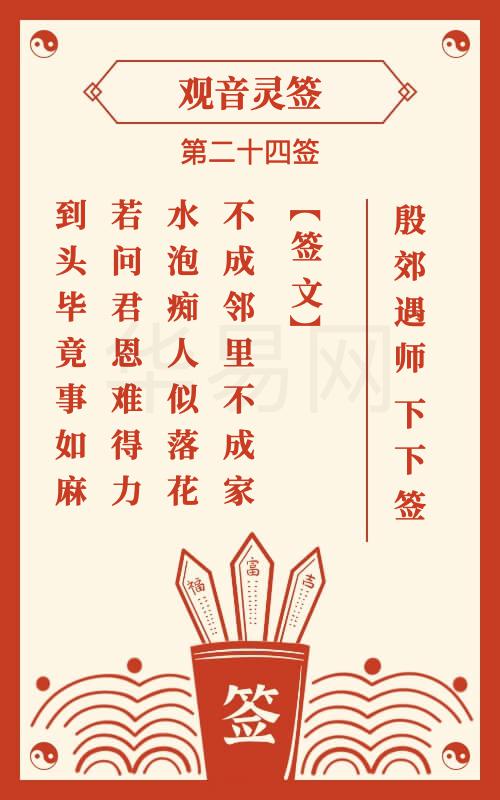 观音灵签
第二十四签
殷郊遇师 下下签
【签文】
不成邻里不成家
水泡痴人似落花
若问君恩难得力
到头毕竟事如麻
华易网
福
富
吉
签